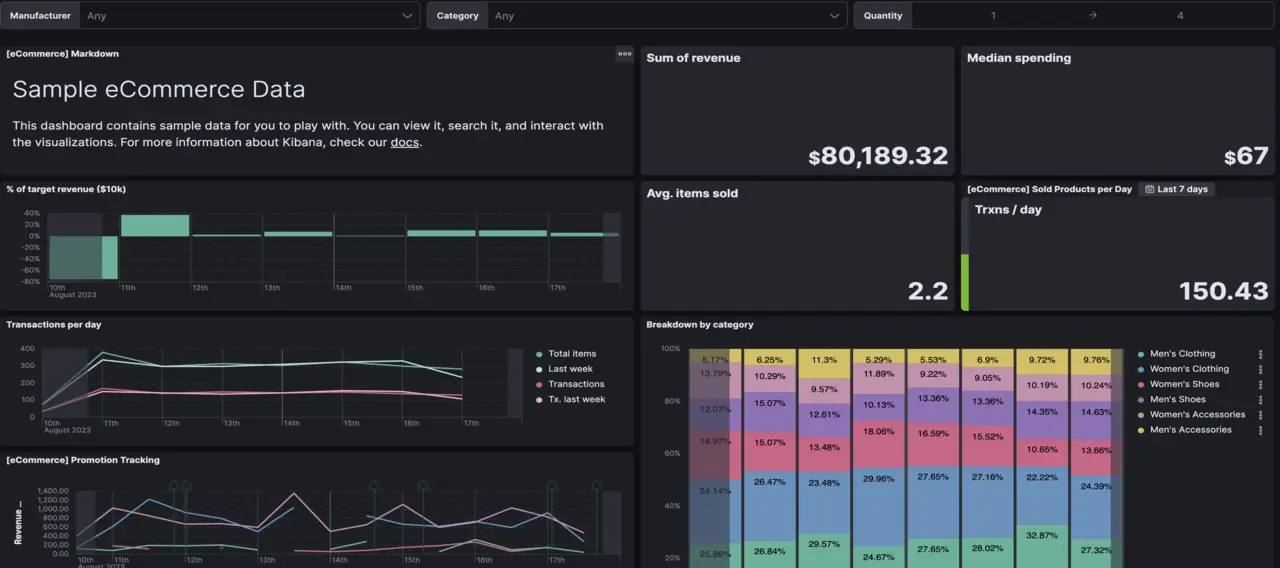 Manufacturer Any
Category Any
Quantity 1 → 4
[eCommerce] Markdown
Sample eCommerce Data
This dashboard contains sample data for you to play with. You can view it, search it, and interact with
the visualizations. For more information about Kibana, check our docs.
Sum of revenue
$80,189.32
Median spending
$67
% of target revenue ($10k)
40%
20%
0%
-20%
-40%
-60%
-80%
10th 11th 12th 13th 14th 15th 16th 17th
August 2023
Avg. items sold
2.2
[eCommerce] Sold Products per Day Last 7 days
Trxns / day
150.43
Transactions per day
400
300
200
100
0
10th 11th 12th 13th 14th 15th 16th 17th
August 2023
Total items
Last week
Transactions
Tx. last week
Breakdown by category
100%
80%
60%
40%
20%
5.17% 6.25% 11.3% 5.29% 5.53% 6.9% 9.72% 9.76%
13.79% 10.29% 9.57% 11.89% 9.22% 9.05% 10.19% 10.24%
12.07% 15.07% 12.61% 10.13% 13.36% 13.36% 14.35% 14.63%
18.97% 15.07% 13.48% 18.06% 16.59% 15.52% 10.65% 13.66%
24.14% 26.47% 23.48% 29.96% 27.65% 27.16% 22.22% 24.39%
25.86% 26.84% 29.57% 24.67% 27.65% 28.02% 32.87% 27.32%
Men's Clothing
Women's Clothing
Women's Shoes
Men's Shoes
Women's Accessories
Men's Accessories
[eCommerce] Promotion Tracking
Revenue ...
1,400.00
1,200.00
1,000.00
800.00
600.00
400.00
200.00
0.00
10th 11th 12th 13th 14th 15th 16th 17th
August 2023